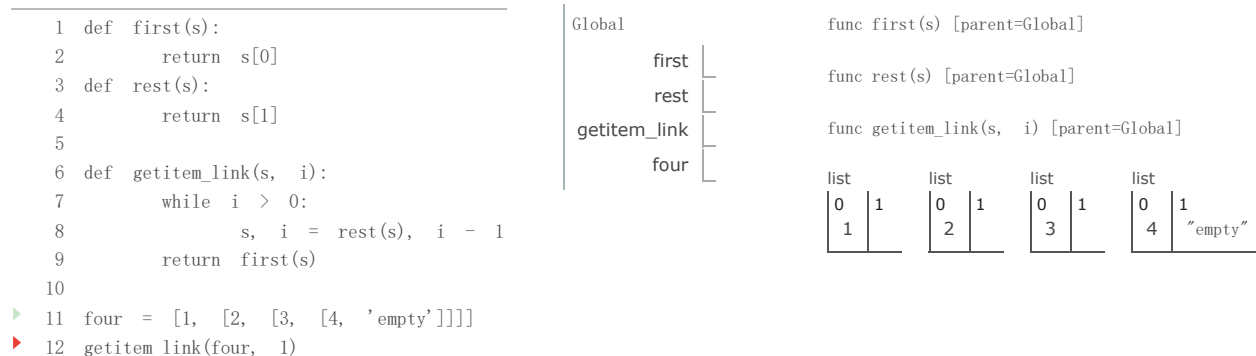 1 def first(s):
2 return s[0]
3 def rest(s):
4 return s[1]
5
6 def getitem_link(s, i):
7 while i > 0:
8 s, i = rest(s), i - 1
9 return first(s)
10
11 four = [1, [2, [3, [4, 'empty']]]]
12 getitem_link(four, 1)
Global
first
rest
getitem_link
four
func first(s) [parent=Global]
func rest(s) [parent=Global]
func getitem_link(s, i) [parent=Global]
list list list list
0 1 0 1 0 1 0 1
1 2 3 4 "empty"